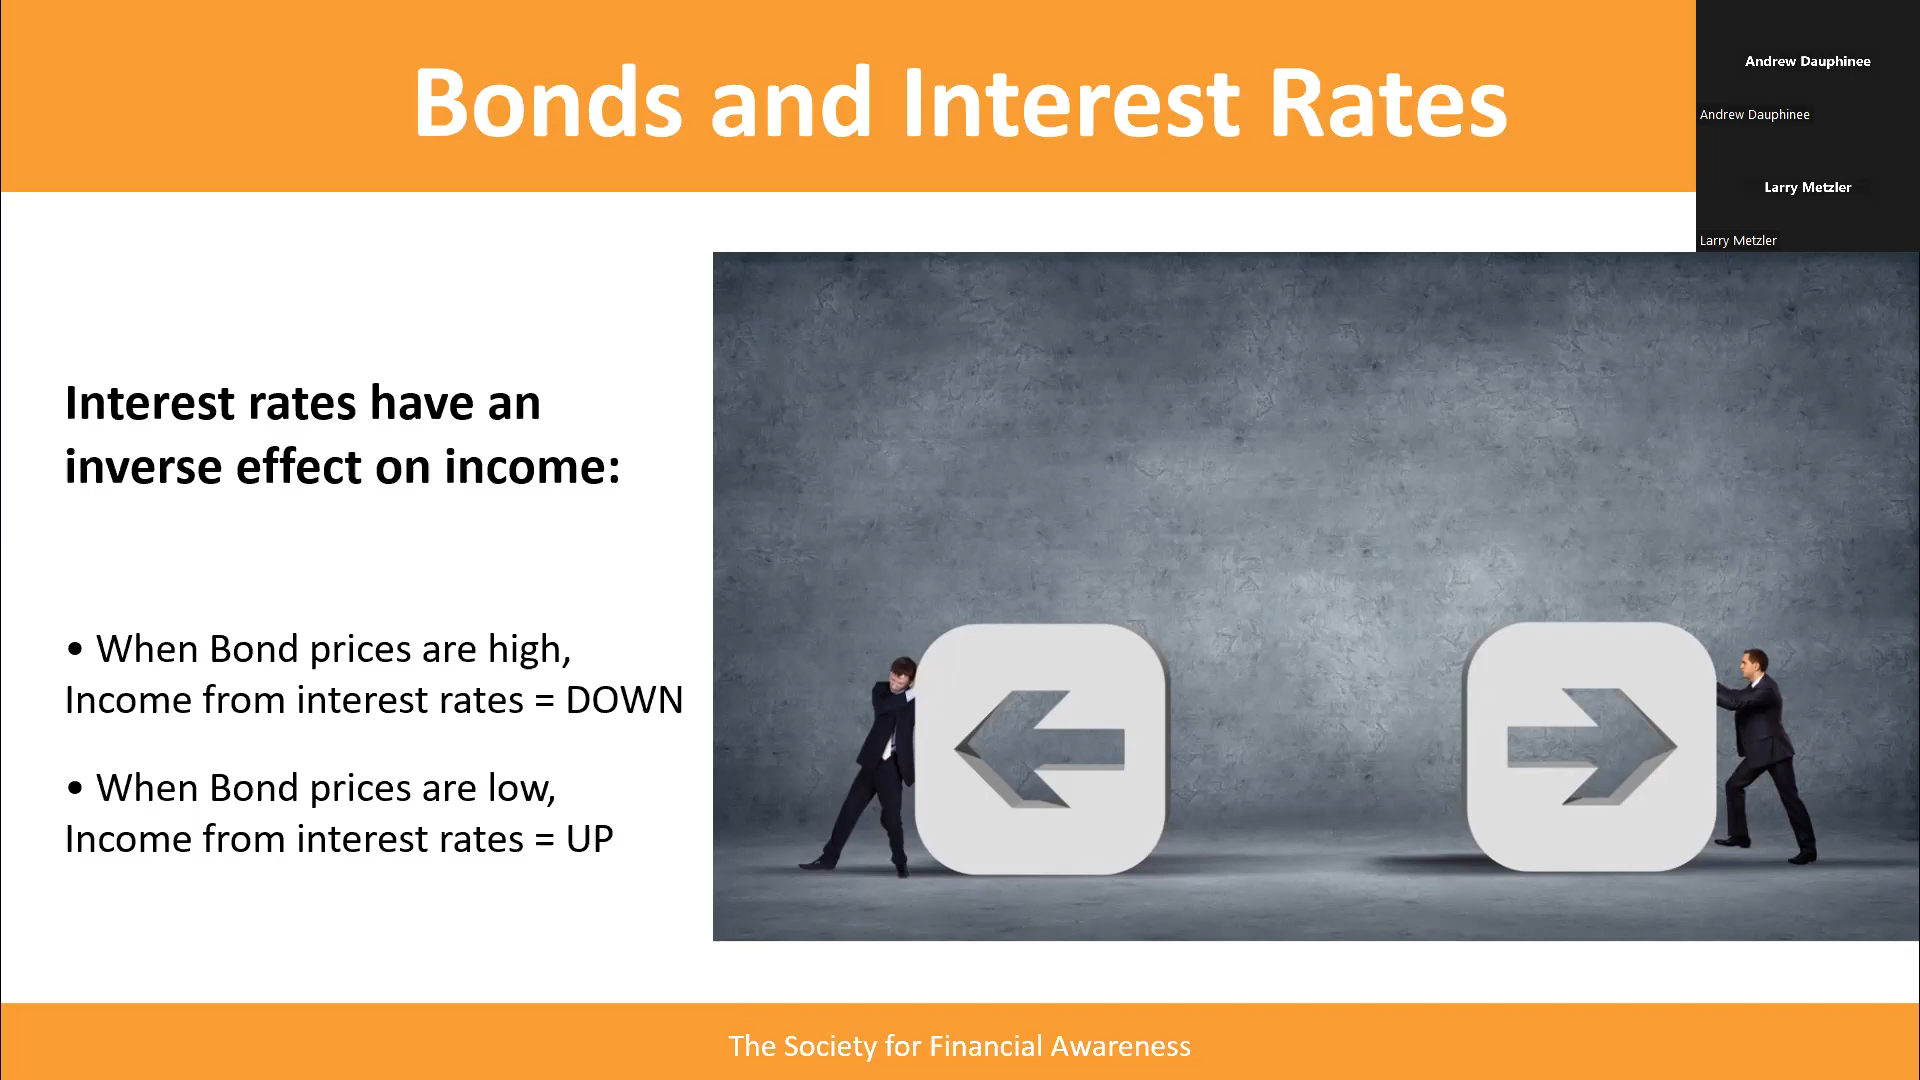 Bonds and Interest Rates
Andrew Dauphinee
Andrew Dauphinee
Larry Metzler
Larry Metzler
Interest rates have an
inverse effect on income:
• When Bond prices are high,
Income from interest rates = DOWN
• When Bond prices are low,
Income from interest rates = UP
The Society for Financial Awareness